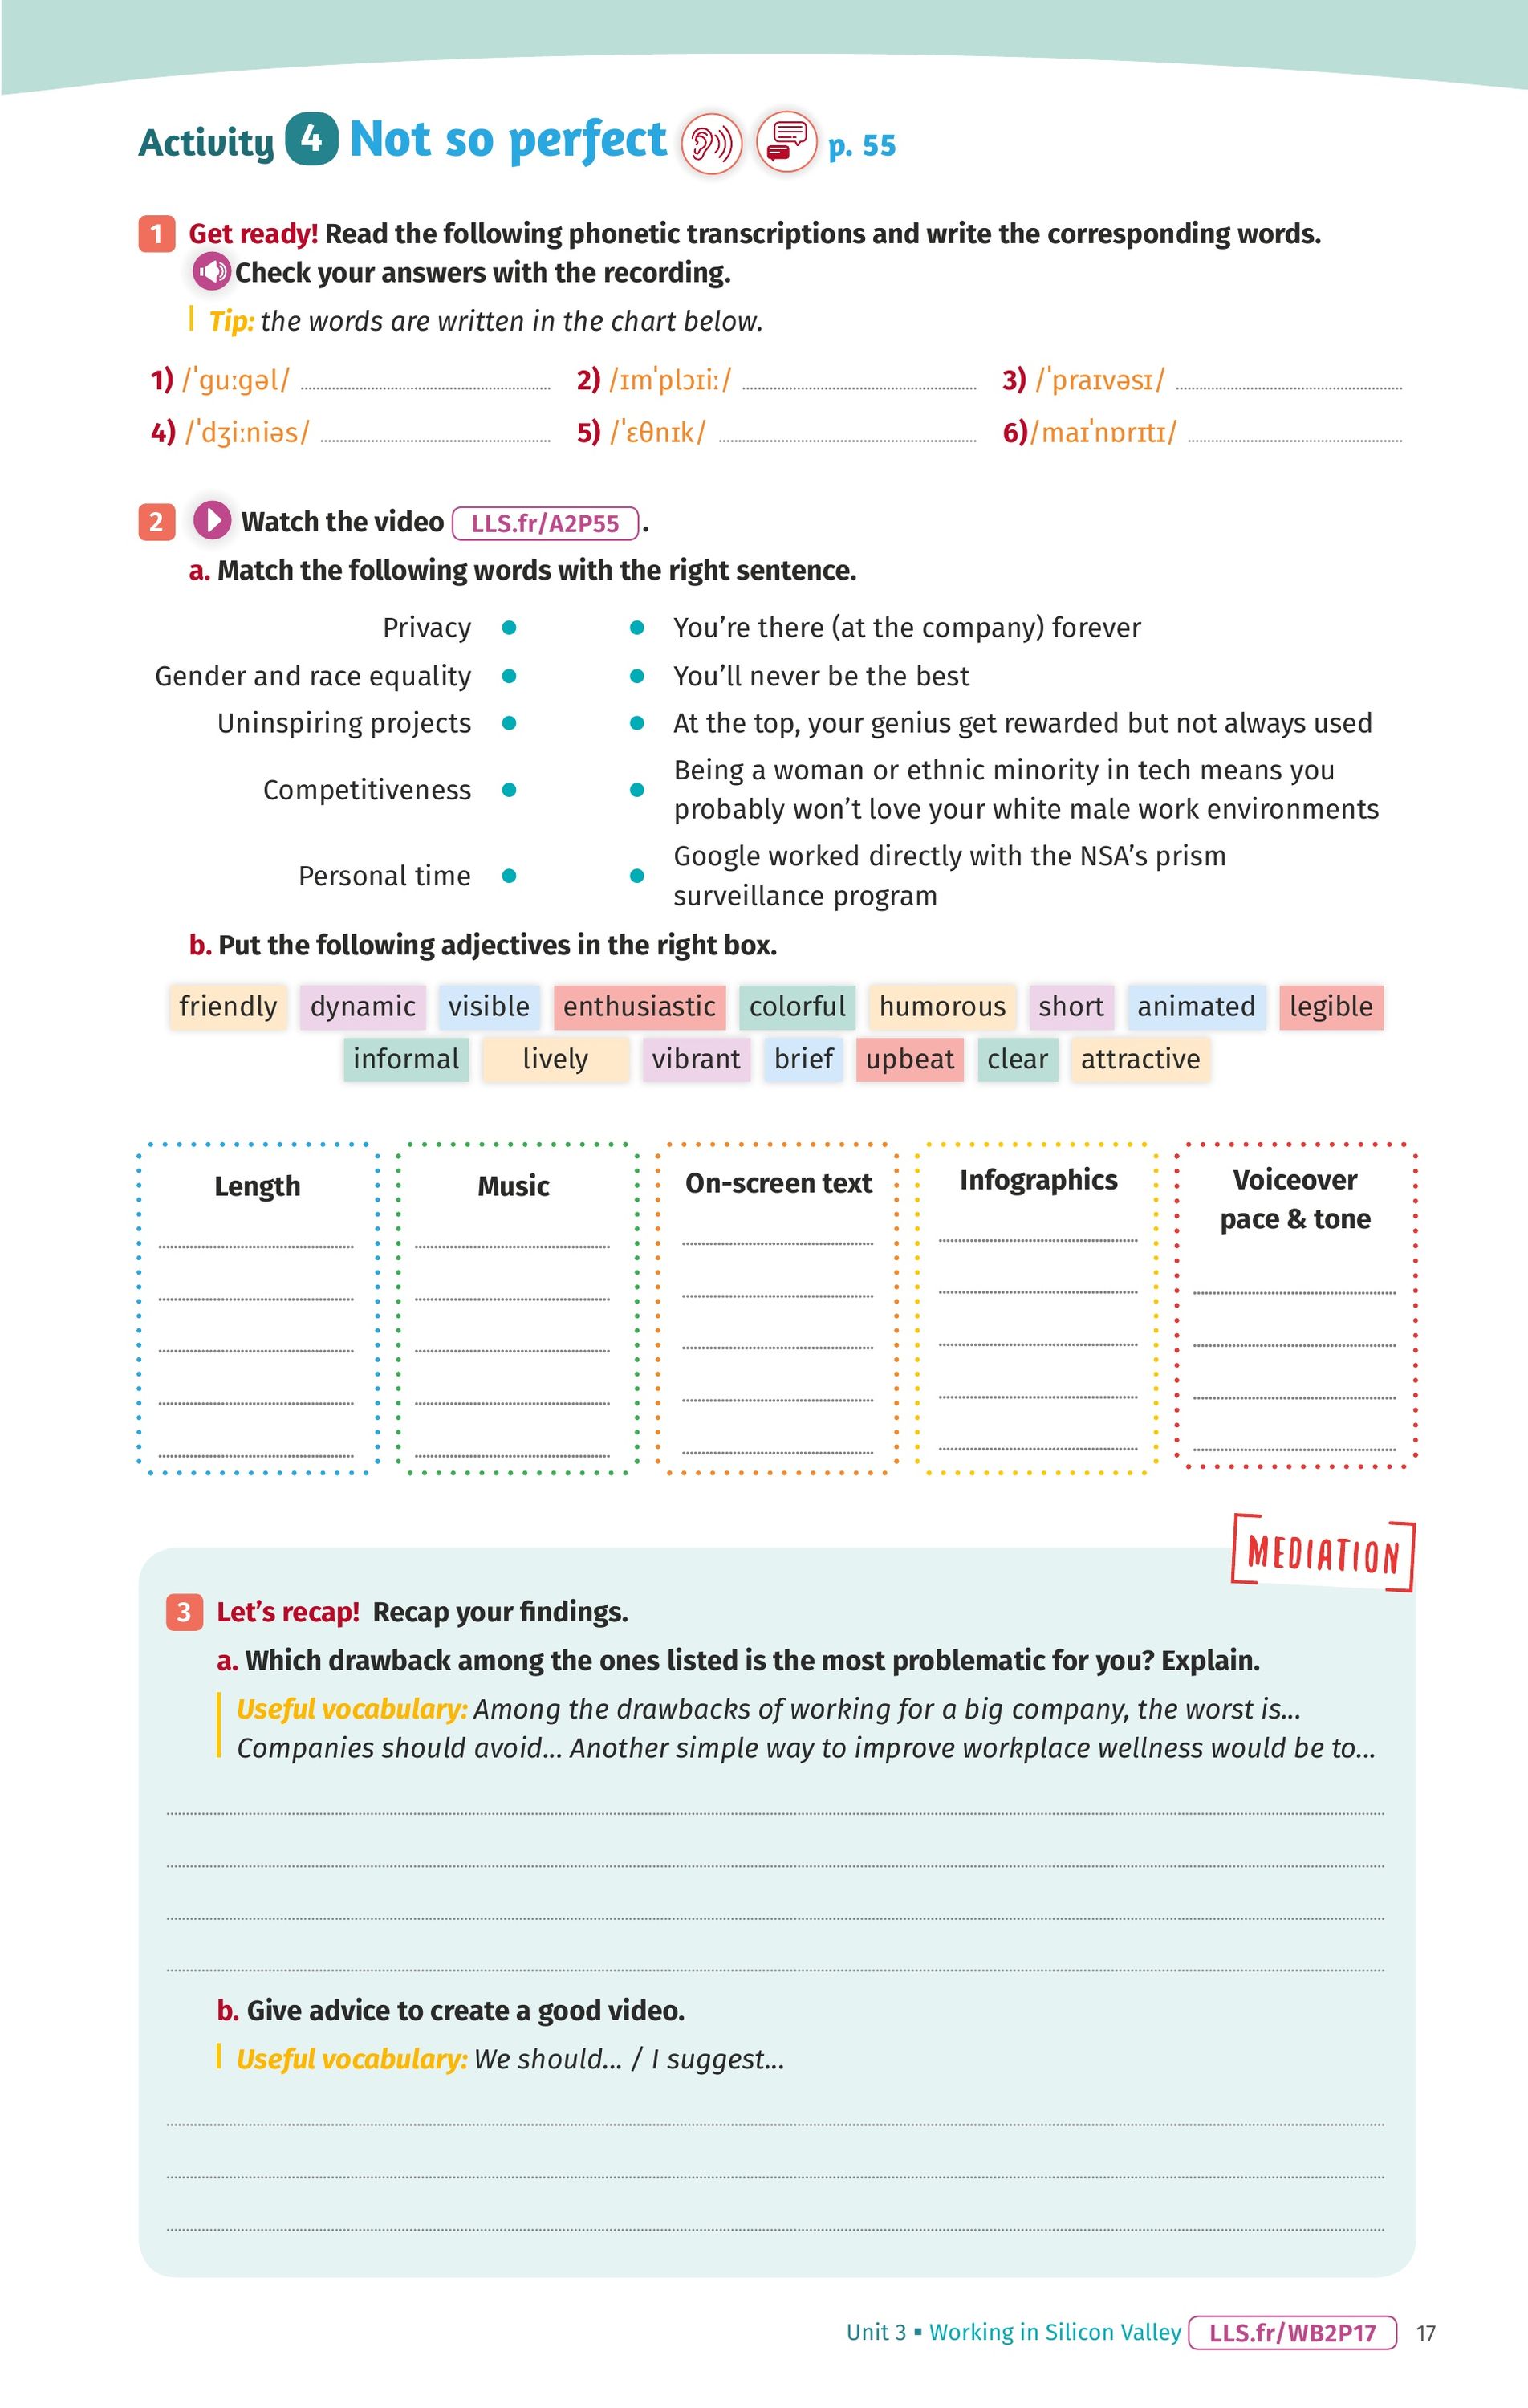 Activity 4 Not so perfect p. 55
1 Get ready! Read the following phonetic transcriptions and write the corresponding words.
Check your answers with the recording.
Tip: the words are written in the chart below.
1) /ˈɡuːɡəl/ 2) /ɪmˈplɔɪiː/ 3) /ˈpraɪvəsɪ/
4) /ˈdʒiːniəs/ 5) /ˈɛθnɪk/ 6)/maɪˈnɒrɪtɪ/
2 Watch the video LLS.fr/A2P55 .
a. Match the following words with the right sentence.
Privacy • • You’re there (at the company) forever
Gender and race equality • • You’ll never be the best
Uninspiring projects • • At the top, your genius get rewarded but not always used
Competitiveness • • Being a woman or ethnic minority in tech means you
probably won’t love your white male work environments
Personal time • • Google worked directly with the NSA’s prism
surveillance program
b. Put the following adjectives in the right box.
friendly dynamic visible enthusiastic colorful humorous short animated legible
informal lively vibrant brief upbeat clear attractive
Length Music On-screen text Infographics Voiceover
pace & tone
MEDIATION
3 Let’s recap! Recap your findings.
a. Which drawback among the ones listed is the most problematic for you? Explain.
Useful vocabulary: Among the drawbacks of working for a big company, the worst is...
Companies should avoid... Another simple way to improve workplace wellness would be to...
b. Give advice to create a good video.
Useful vocabulary: We should... / I suggest...
Unit 3 ▪ Working in Silicon Valley LLS.fr/WB2P17 17